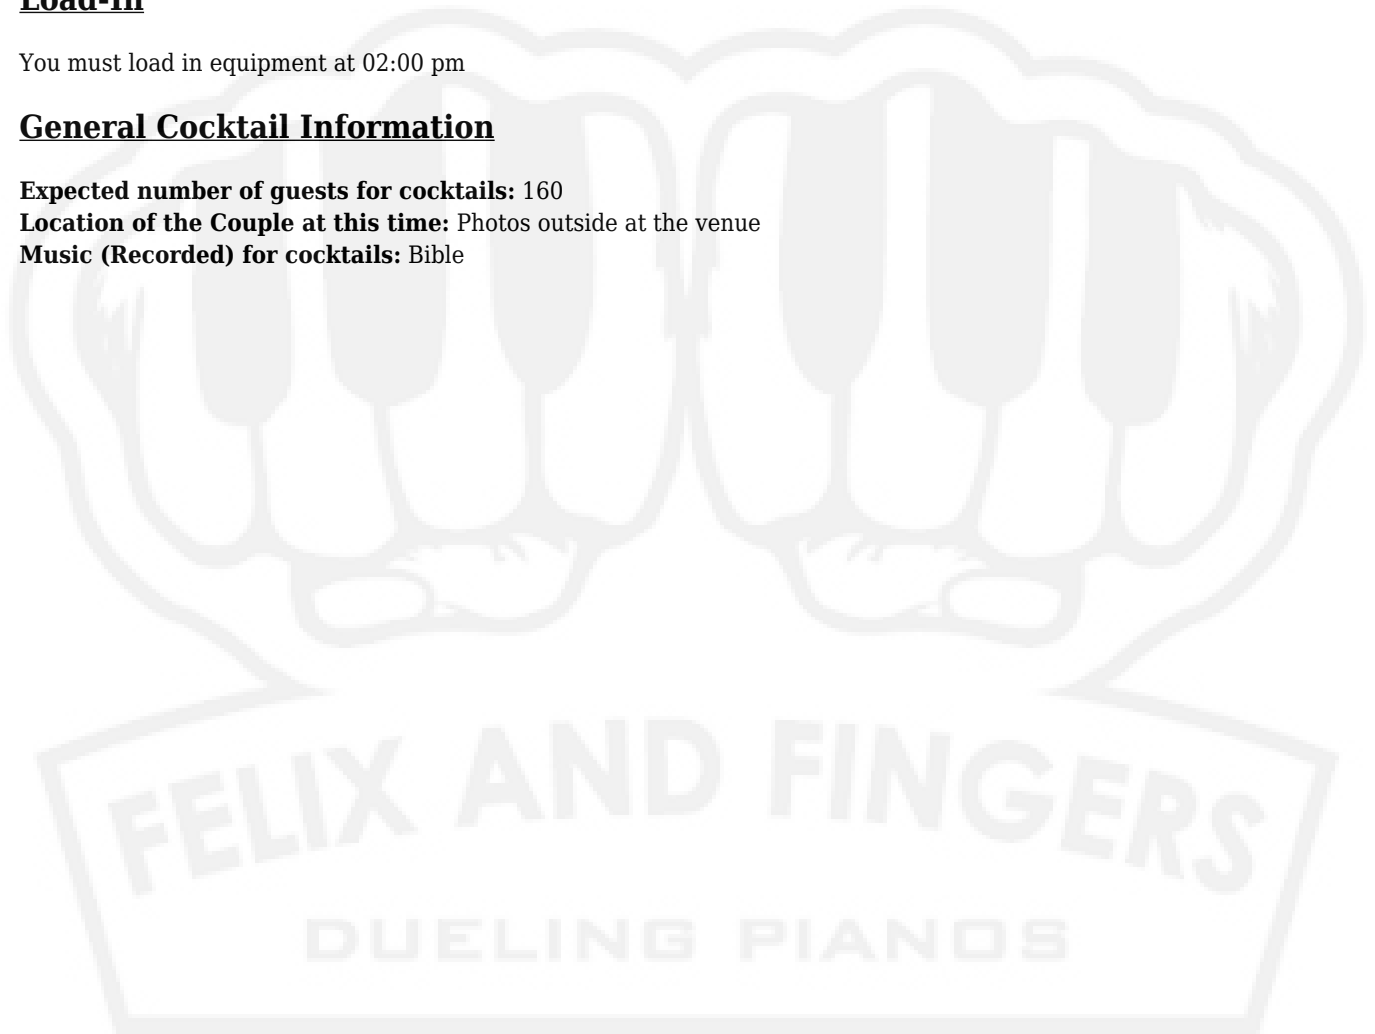 Load-In
You must load in equipment at 02:00 pm
General Cocktail Information
Expected number of guests for cocktails: 160
Location of the Couple at this time: Photos outside at the venue
Music (Recorded) for cocktails: Bible
FELIX AND FINGERS
DUELING PIANOS